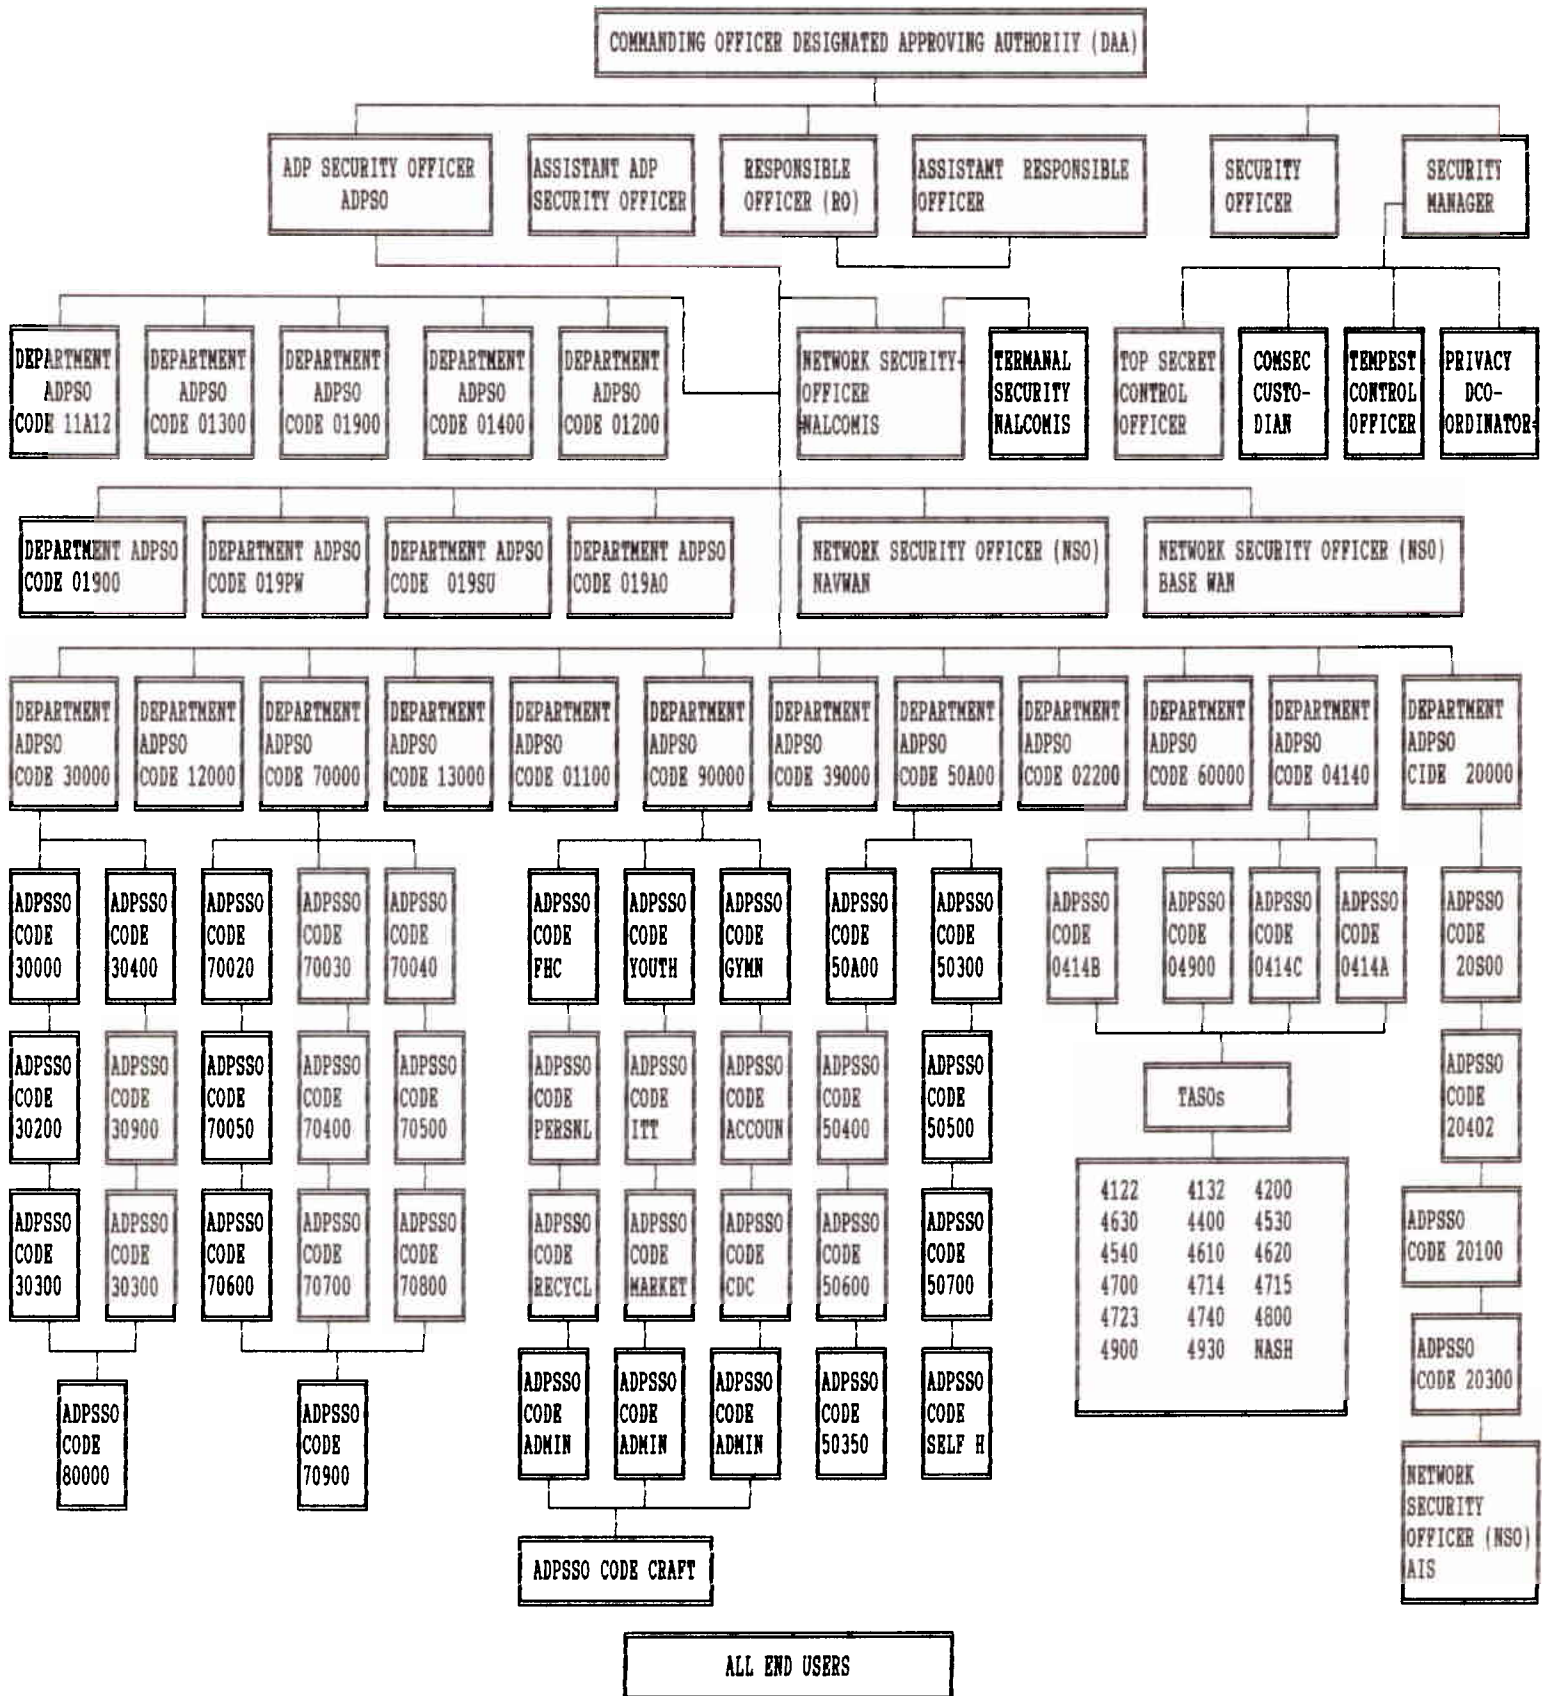 COMMANDING OFFICER DESIGNATED APPROVING AUTHORIIY (DAA)
ADP SECURITY OFFICER
ADPSO
ASSISTANT ADP
SECURITY OFFICER
RESPONSIBLE
OFFICER (RO)
ASSISTAMT RESPONSIBLE
OFFICER
SECURITY
OFFICER
SECURITY
MANAGER
DEPARTMENT
ADPSO
CODE 11A12
DEPARTMENT
ADPSO
CODE 01300
DEPARTMENT
ADPSO
CODE 01900
DEPARTMENT
ADPSO
CODE 01400
DEPARTMENT
ADPSO
CODE 01200
NETWORK SECURITY-
OFFICER
NALCOMIS
TERMANAL
SECURITY
NALCOMIS
TOP SECRET
CONTROL
OFFICER
COMSEC
CUSTO-
DIAN
TEMPEST
CONTROL
OFFICER
PRIVACY
DCO-
ORDINATOR
DEPARTMENT ADPSO
CODE 01900
DEPARTMENT ADPSO
CODE 019PW
DEPARTMENT ADPSO
CODE 019SU
DEPARTMENT ADPSO
CODE 019AO
NETWORK SECURITY OFFICER (NSO)
NAVWAN
NETWORK SECURITY OFFICER (NSO)
BASE WAN
DEPARTMENT
ADPSO
CODE 30000
DEPARTMENT
ADPSO
CODE 12000
DEPARTMENT
ADPSO
CODE 70000
DEPARTMENT
ADPSO
CODE 13000
DEPARTMENT
ADPSO
CODE 01100
DEPARTMENT
ADPSO
CODE 90000
DEPARTMENT
ADPSO
CODE 39000
DEPARTMENT
ADPSO
CODE 50A00
DEPARTMENT
ADPSO
CODE 02200
DEPARTMENT
ADPSO
CODE 60000
DEPARTMENT
ADPSO
CODE 04140
DEPARTMENT
ADPSO
CIDE 20000
ADPSSO
CODE
30000
ADPSSO
CODE
30400
ADPSSO
CODE
70020
ADPSSO
CODE
70030
ADPSSO
CODE
70040
ADPSSO
CODE
FHC
ADPSSO
CODE
YOUTH
ADPSSO
CODE
GYMN
ADPSSO
CODE
50A00
ADPSSO
CODE
50300
ADPSSO
CODE
0414B
ADPSSO
CODE
04900
ADPSSO
CODE
0414C
ADPSSO
CODE
0414A
ADPSSO
CODE
20S00
ADPSSO
CODE
30200
ADPSSO
CODE
30900
ADPSSO
CODE
70050
ADPSSO
CODE
70400
ADPSSO
CODE
70500
ADPSSO
CODE
PERSNL
ADPSSO
CODE
ITT
ADPSSO
CODE
ACCOUN
ADPSSO
CODE
50400
ADPSSO
CODE
50500
TASOs
ADPSSO
CODE
20402
ADPSSO
CODE
30300
ADPSSO
CODE
30300
ADPSSO
CODE
70600
ADPSSO
CODE
70700
ADPSSO
CODE
70800
ADPSSO
CODE
RECYCL
ADPSSO
CODE
MARKET
ADPSSO
CODE
CDC
ADPSSO
CODE
50600
ADPSSO
CODE
50700
4122 4132 4200
4630 4400 4530
4540 4610 4620
4700 4714 4715
4723 4740 4800
4900 4930 NASH
ADPSSO
CODE 20100
ADPSSO
CODE 20300
ADPSSO
CODE
80000
ADPSSO
CODE
70900
ADPSSO
CODE
ADMIN
ADPSSO
CODE
ADMIN
ADPSSO
CODE
ADMIN
ADPSSO
CODE
50350
ADPSSO
CODE
SELF H
NETWORK
SECURITY
OFFICER (NSO)
AIS
ADPSSO CODE CRAFT
ALL END USERS